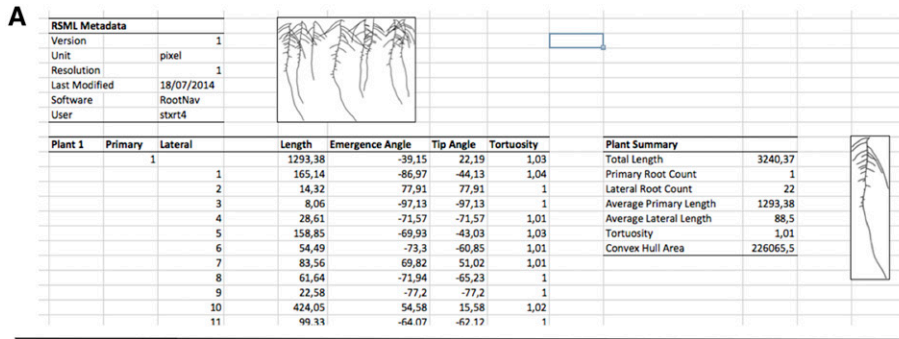 A
RSML Metadata
Version 1
Unit pixel
Resolution 1
Last Modified 18/07/2014
Software RootNav
User stxrt4
Plant 1 Primary Lateral Length Emergence Angle Tip Angle Tortuosity Plant Summary
1 1293,38 -39,15 22,19 1,03 Total Length 3240,37
1 165,14 -86,97 -44,13 1,04 Primary Root Count 1
2 14,32 77,91 77,91 1 Lateral Root Count 22
3 8,06 -97,13 -97,13 1 Average Primary Length 1293,38
4 28,61 -71,57 -71,57 1,01 Average Lateral Length 88,5
5 158,85 -69,93 -43,03 1,03 Tortuosity 1,01
6 54,49 -73,3 -60,85 1,01 Convex Hull Area 226065,5
7 83,56 69,82 51,02 1,01
8 61,64 -71,94 -65,23 1
9 22,58 -77,2 -77,2 1
10 424,05 54,58 15,58 1,02
11 99,33 -64,07 -62,12 1